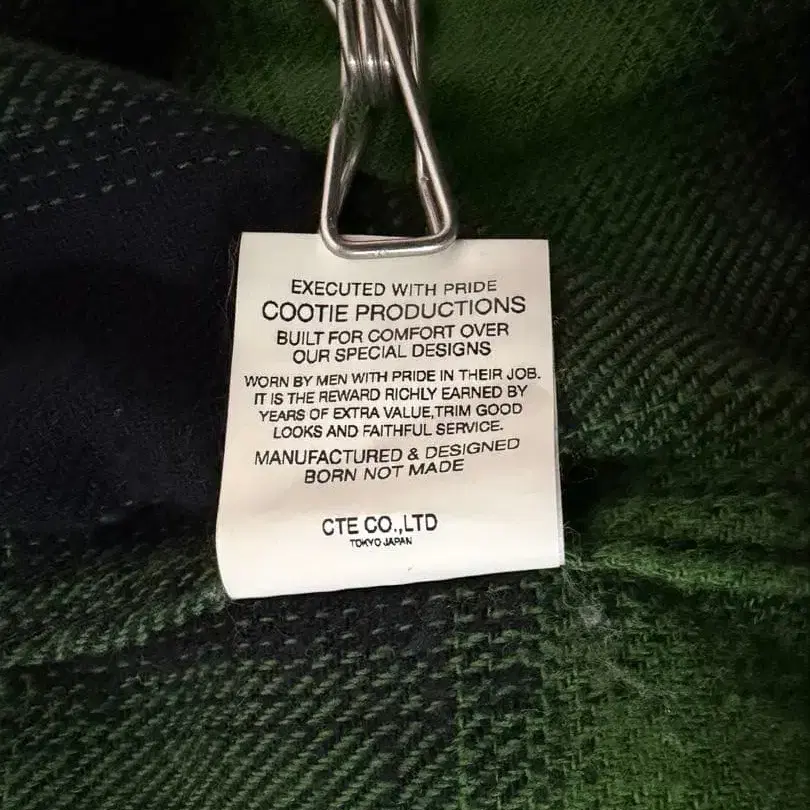 EXECUTED WITH PRIDE
COOTIE PRODUCTIONS
BUILT FOR COMFORT OVER
OUR SPECIAL DESIGNS
WORN BY MEN WITH PRIDE IN THEIR JOB.
IT IS THE REWARD RICHLY EARNED BY
YEARS OF EXTRA VALUE,TRIM GOOD
LOOKS AND FAITHFUL SERVICE.
MANUFACTURED & DESIGNED
BORN NOT MADE
CTE CO.,LTD
TOKYO JAPAN